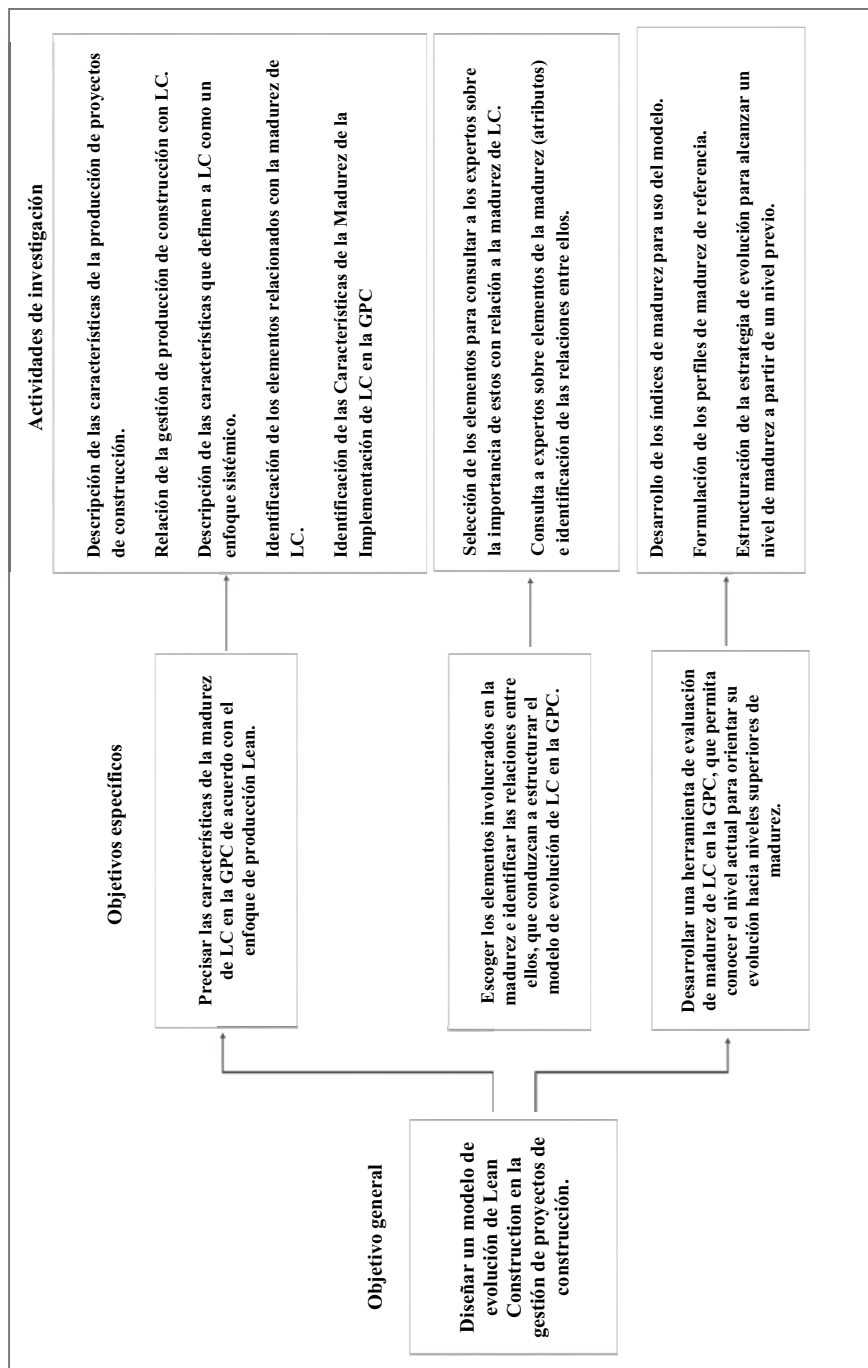 Objetivo general
Diseñar un modelo de
evolución de Lean
Construction en la
gestión de proyectos de
construcción.
Objetivos específicos
Precisar las características de la madurez
de LC en la GPC de acuerdo con el
enfoque de producción Lean.
Escoger los elementos involucrados en la
madurez e identificar las relaciones entre
ellos, que conduzcan a estructurar el
modelo de evolución de LC en la GPC.
Desarrollar una herramienta de evaluación
de madurez de LC en la GPC, que permita
conocer el nivel actual para orientar su
evolución hacia niveles superiores de
madurez.
Actividades de investigación
Descripción de las características de la producción de proyectos
de construcción.
Relación de la gestión de producción de construcción con LC.
Descripción de las características que definen a LC como un
enfoque sistémico.
Identificación de los elementos relacionados con la madurez de
LC.
Identificación de las Características de la Madurez de la
Implementación de LC en la GPC
Selección de los elementos para consultar a los expertos sobre
la importancia de estos con relación a la madurez de LC.
Consulta a expertos sobre elementos de la madurez (atributos)
e identificación de las relaciones entre ellos.
Desarrollo de los índices de madurez para uso del modelo.
Formulación de los perfiles de madurez de referencia.
Estructuración de la estrategia de evolución para alcanzar un
nivel de madurez a partir de un nivel previo.